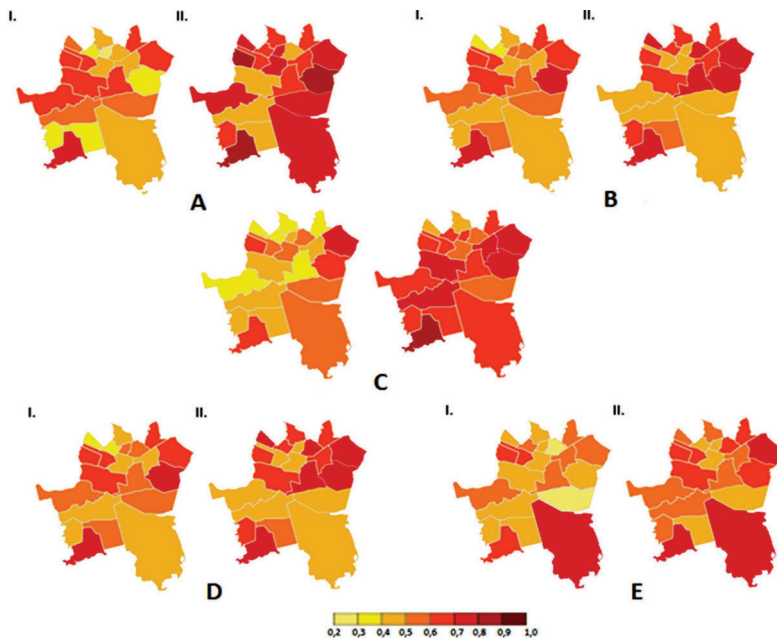 I. II. I. II.
A B
C
I. II. I. II.
D E
0,2 0,3 0,4 0,5 0,6 0,7 0,8 0,9 1,0